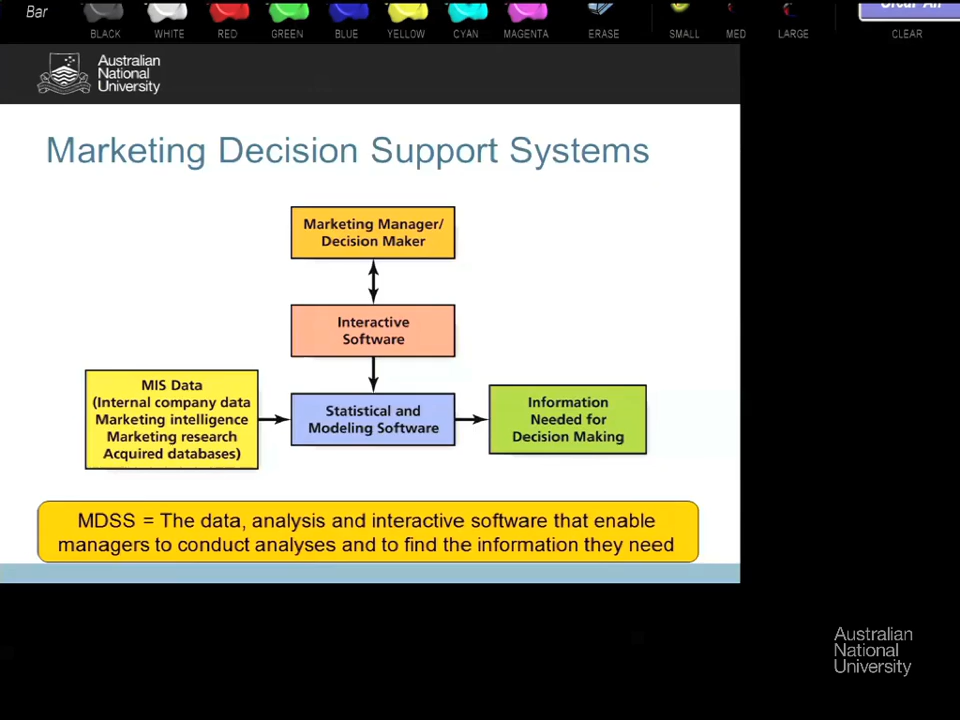 Bar
BLACK WHITE RED GREEN BLUE YELLOW CYAN MAGENTA ERASE SMALL MED LARGE CLEAR
Australian
National
University
Marketing Decision Support Systems
Marketing Manager/
Decision Maker
Interactive
Software
MIS Data
(Internal company data
Marketing intelligence
Marketing research
Acquired databases)
Statistical and
Modeling Software
Information
Needed for
Decision Making
MDSS = The data, analysis and interactive software that enable
managers to conduct analyses and to find the information they need
Australian
National
University